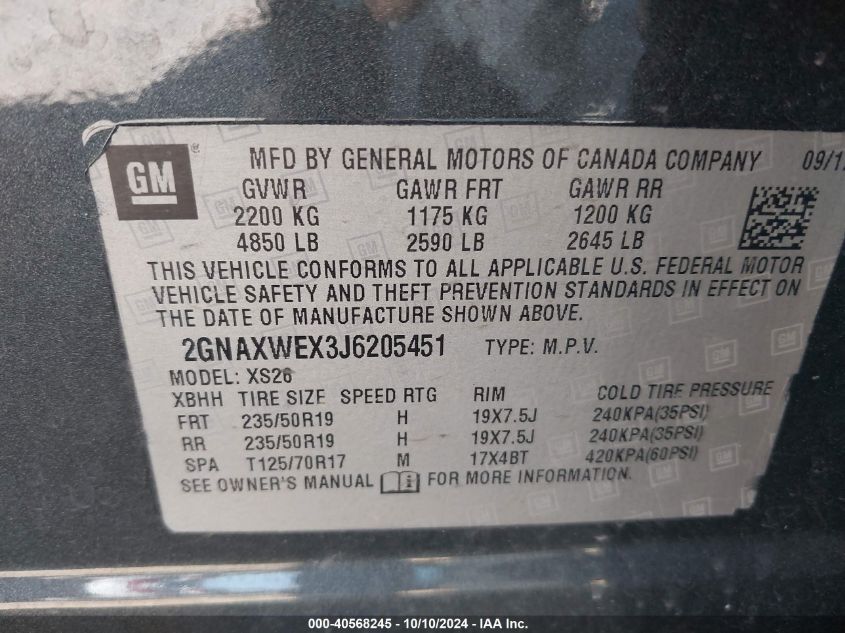 GM ® MFD BY GENERAL MOTORS OF CANADA COMPANY 09/1
GVWR GAWR FRT GAWR RR
2200 KG 1175 KG 1200 KG
4850 LB 2590 LB 2645 LB
THIS VEHICLE CONFORMS TO ALL APPLICABLE U.S. FEDERAL MOTOR
VEHICLE SAFETY AND THEFT PREVENTION STANDARDS IN EFFECT ON
THE DATE OF MANUFACTURE SHOWN ABOVE.
2GNAXWEX3J6205451 TYPE: M.P.V.
MODEL: XS26
XBHH TIRE SIZE SPEED RTG RIM COLD TIRE PRESSURE
FRT 235/50R19 H 19X7.5J 240KPA(35PSI)
RR 235/50R19 H 19X7.5J 240KPA(35PSI)
SPA T125/70R17 M 17X4BT 420KPA(60PSI)
SEE OWNER'S MANUAL i FOR MORE INFORMATION.
000-40568245 - 10/10/2024 - IAA Inc.